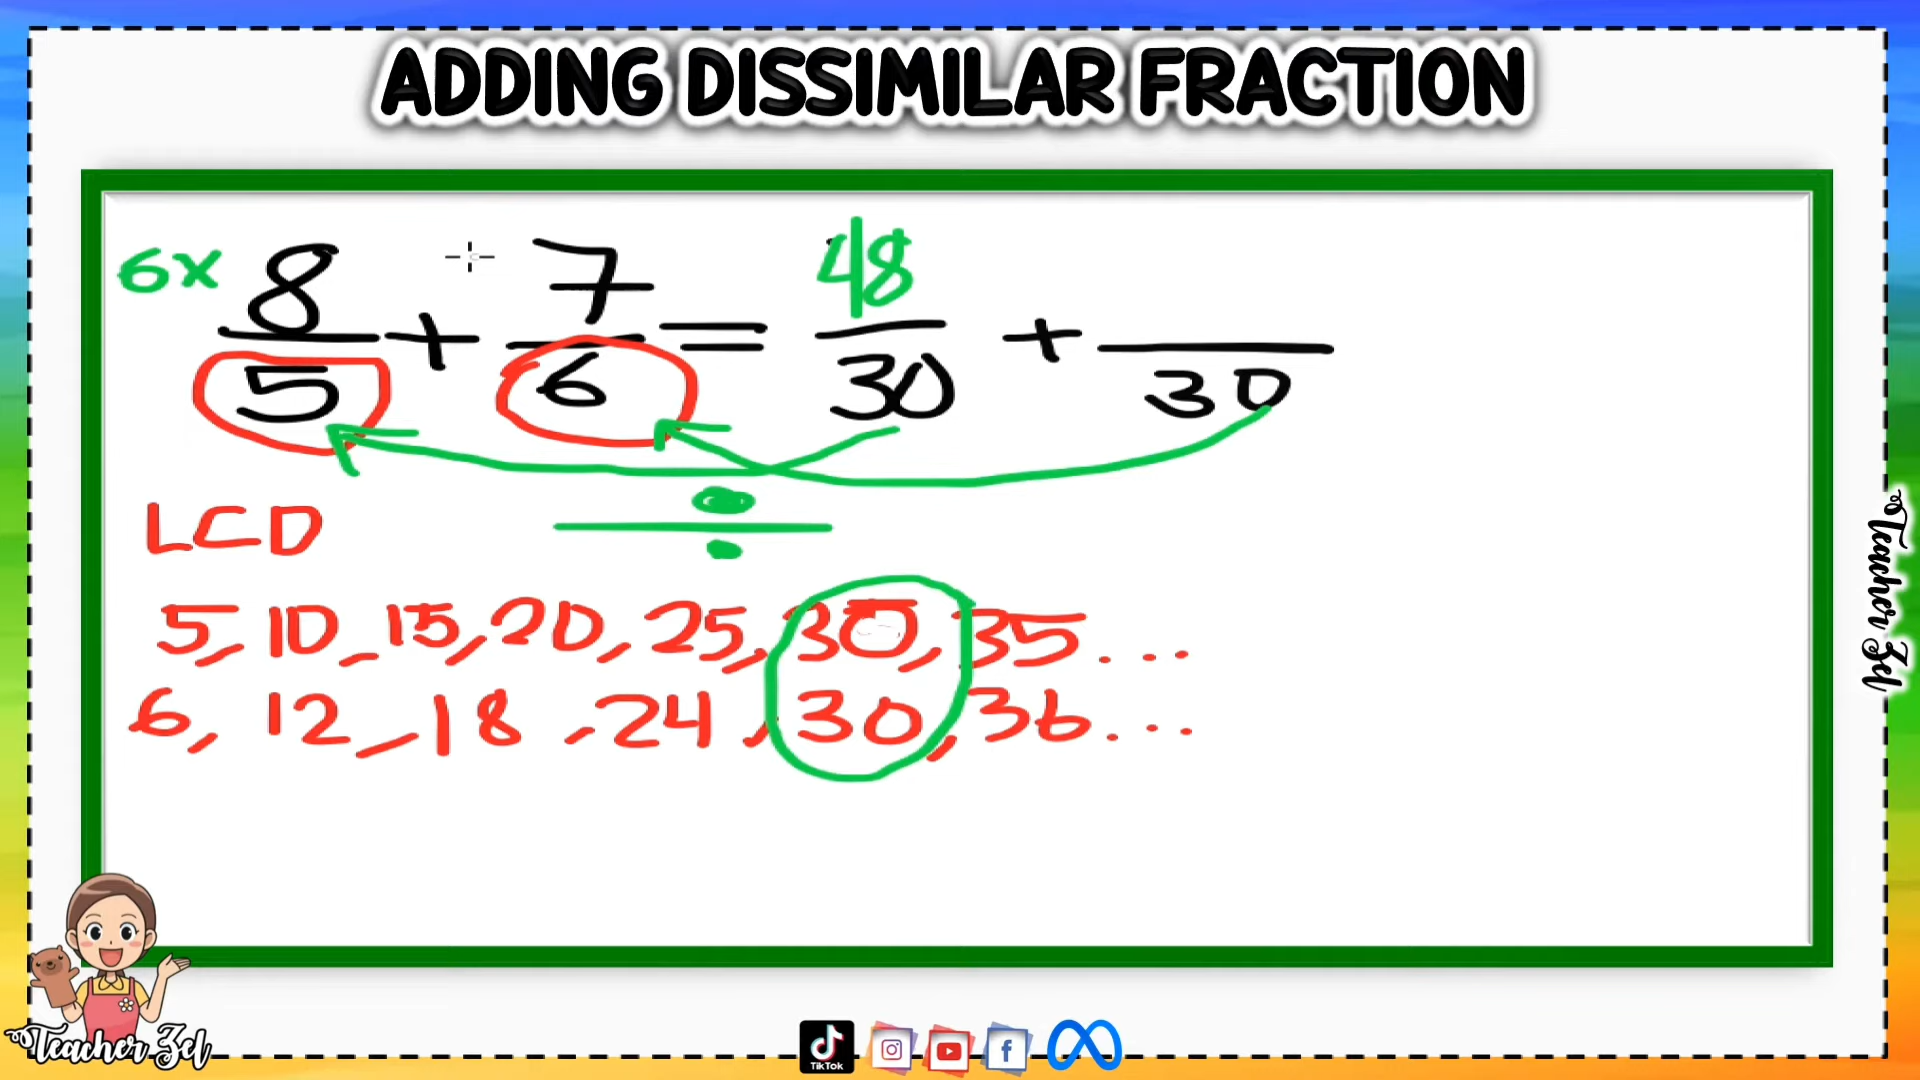 ADDING DISSIMILAR FRACTION
6x 8/5 + 7/6 = 48/30 + /30
÷
LCD
5, 10, 15, 20, 25, 30, 35...
6, 12, 18, 24, 30, 36...
Teacher Zel
Teacher Zel
TikTok